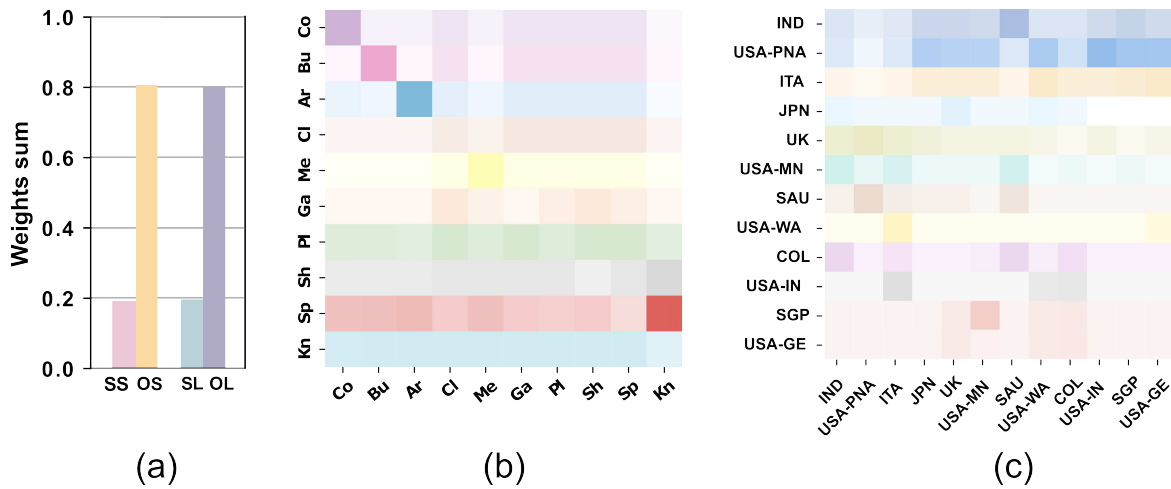 Weights sum
1.0
0.8
0.6
0.4
0.2
0.0
SS OS SL OL
(a)
Co
Bu
Ar
Cl
Me
Ga
Pl
Sh
Sp
Kn
Co Bu Ar Cl Me Ga Pl Sh Sp Kn
(b)
IND
USA-PNA
ITA
JPN
UK
USA-MN
SAU
USA-WA
COL
USA-IN
SGP
USA-GE
IND USA-PNA ITA JPN UK USA-MN SAU USA-WA COL USA-IN SGP USA-GE
(c)